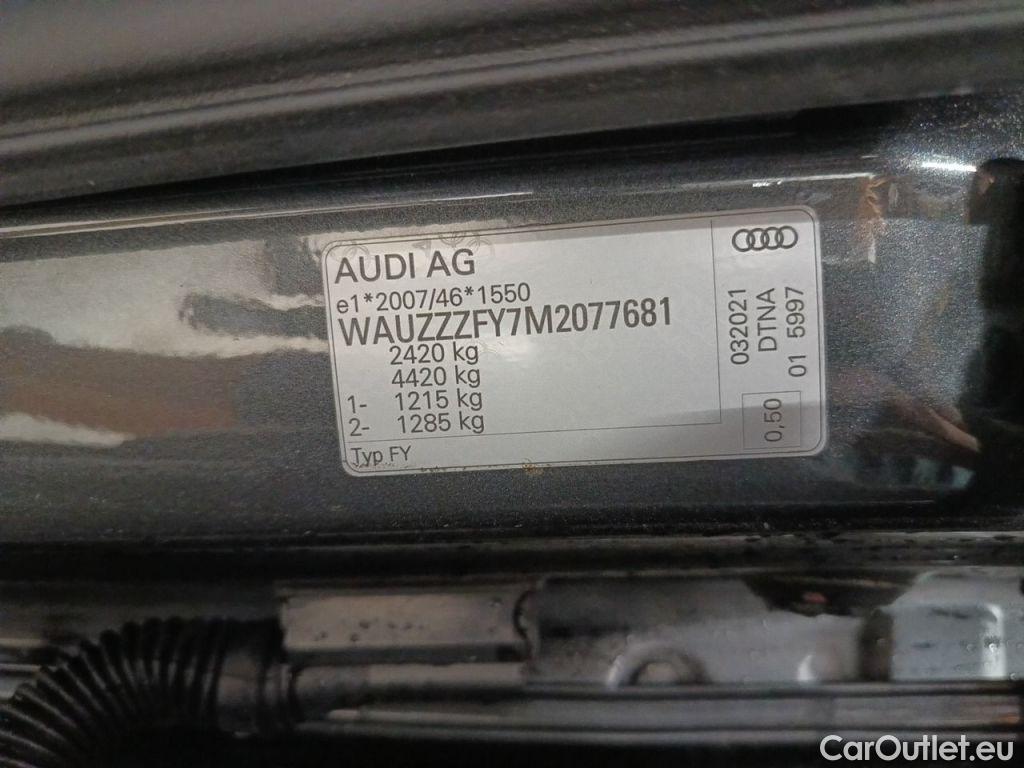 AUDI AG
e1*2007/46*1550
WAUZZZFY7M2077681
2420 kg
4420 kg
1- 1215 kg
2- 1285 kg
Typ FY
032021
DTNA
01 5997
0,50
CarOutlet.eu